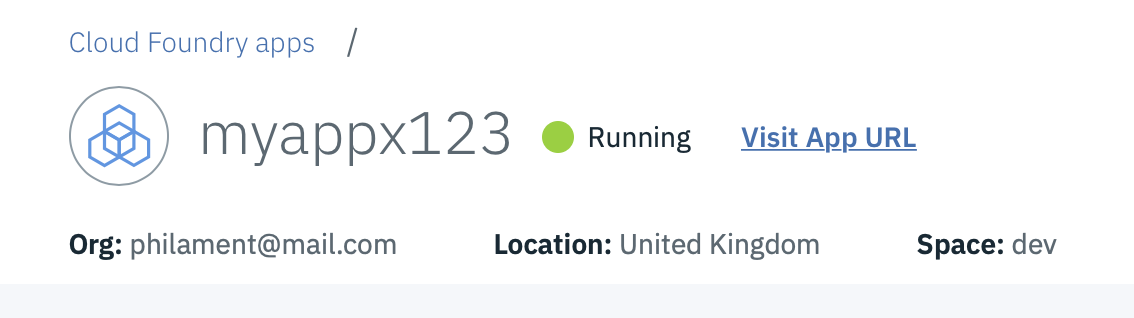 Cloud Foundry apps /
myappx123 Running Visit App URL
Org: philament@mail.com Location: United Kingdom Space: dev